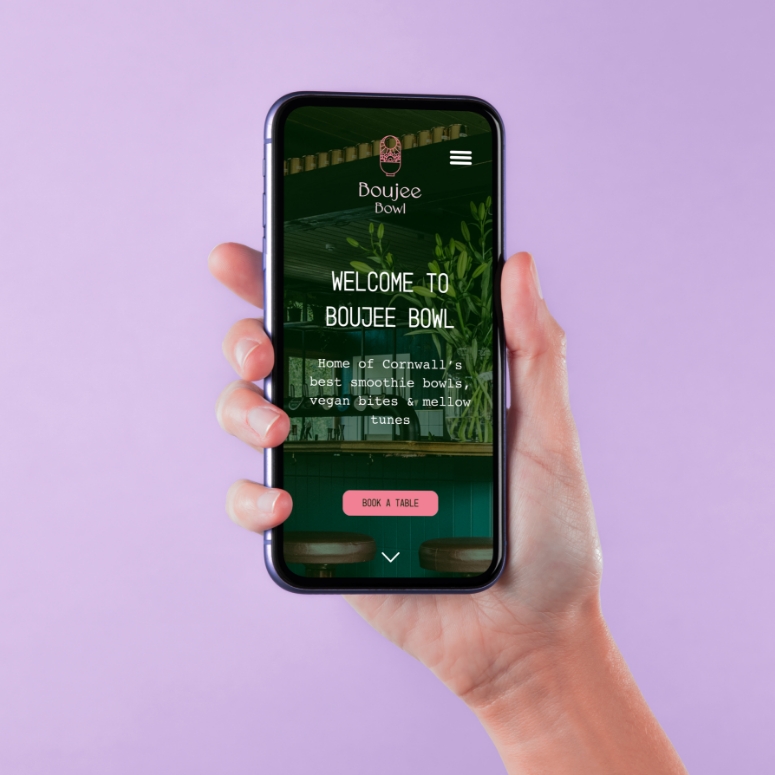 Boujee
Bowl
WELCOME TO
BOUJEE BOWL
Home of Cornwall's
best smoothie bowls,
vegan bites & mellow
tunes
BOOK A TABLE